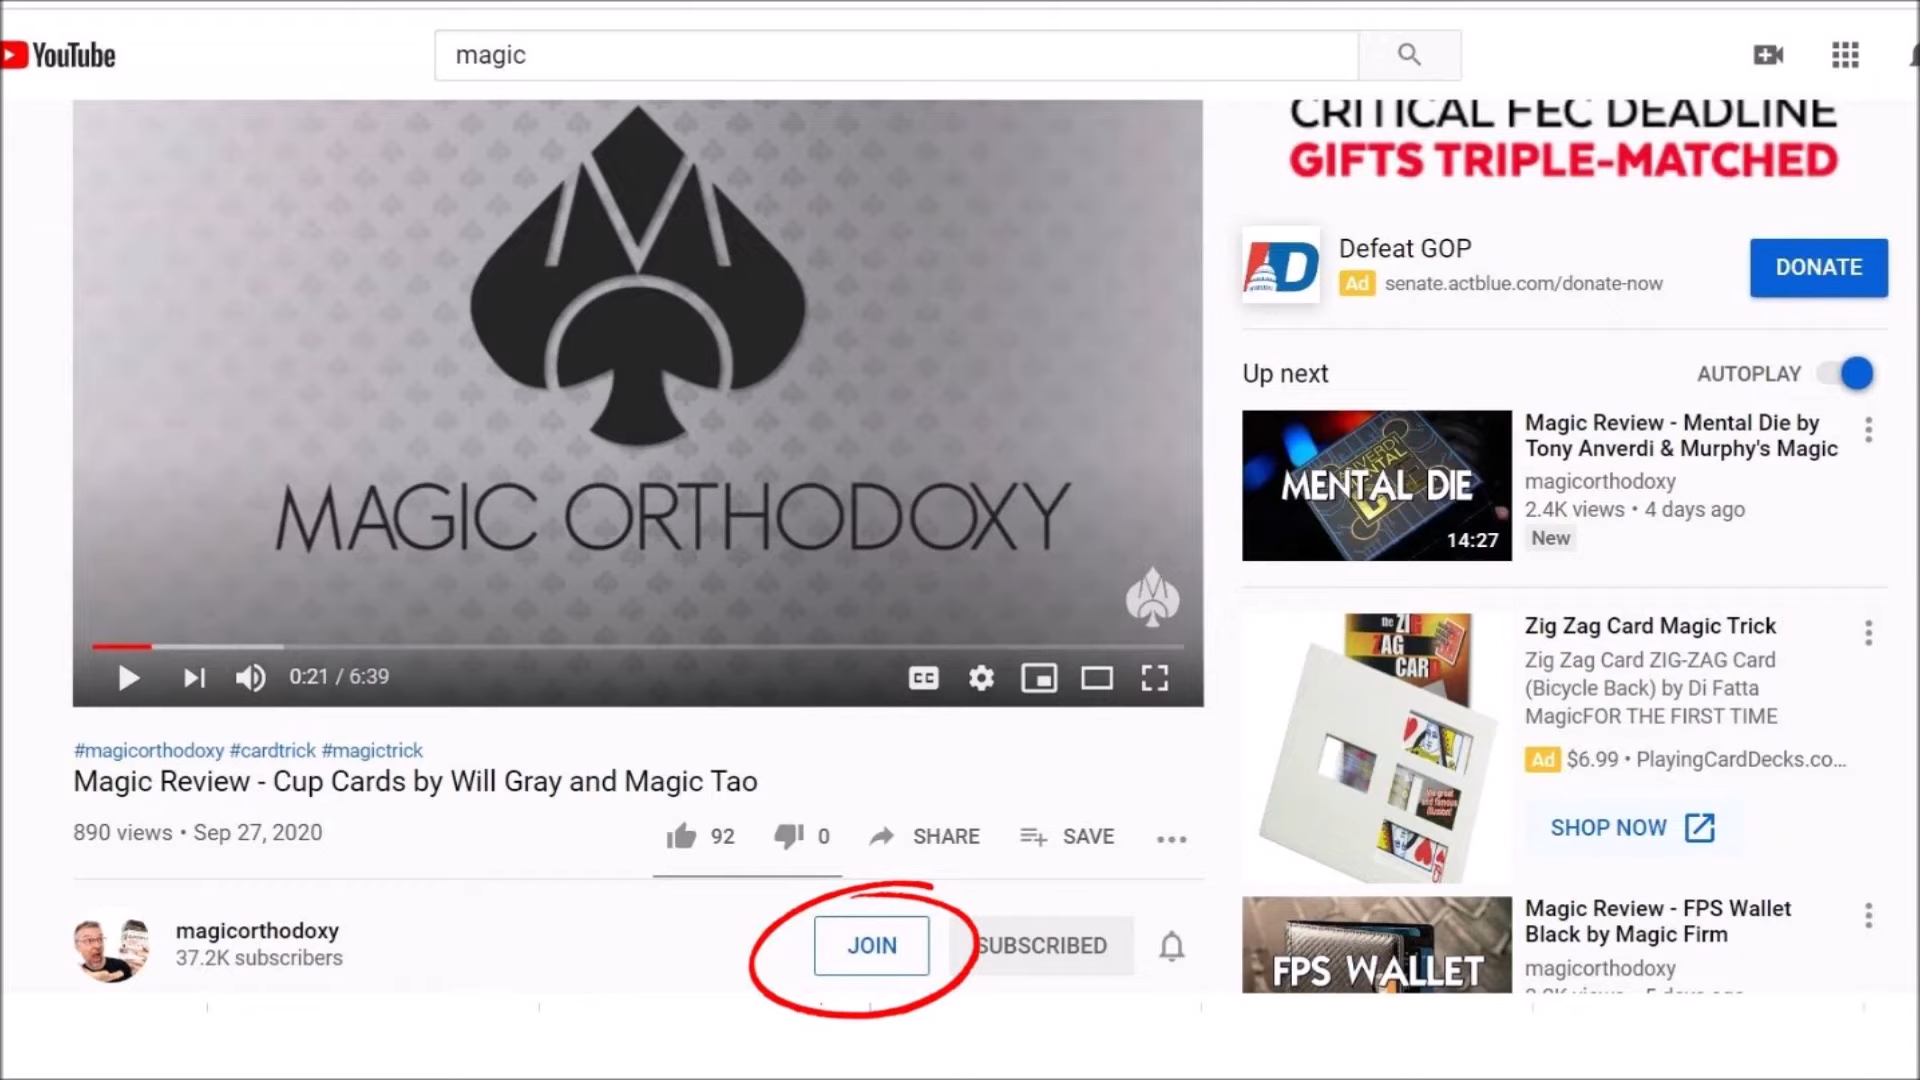 YouTube
magic
CRITICAL FEC DEADLINE
GIFTS TRIPLE-MATCHED
Defeat GOP
Ad senate.actblue.com/donate-now
DONATE
MAGIC ORTHODOXY
0:21 / 6:39
#magicorthodoxy #cardtrick #magictrick
Magic Review - Cup Cards by Will Gray and Magic Tao
890 views • Sep 27, 2020
92
0
SHARE
SAVE
magicorthodoxy
37.2K subscribers
JOIN
SUBSCRIBED
Up next
AUTOPLAY
MENTAL DIE
14:27
Magic Review - Mental Die by
Tony Anverdi & Murphy's Magic
magicorthodoxy
2.4K views • 4 days ago
New
the ZIG
ZAG
CARD
Zig Zag Card Magic Trick
Zig Zag Card ZIG-ZAG Card
(Bicycle Back) by Di Fatta
MagicFOR THE FIRST TIME
Ad $6.99 • PlayingCardDecks.co...
SHOP NOW
FPS WALLET
Magic Review - FPS Wallet
Black by Magic Firm
magicorthodoxy